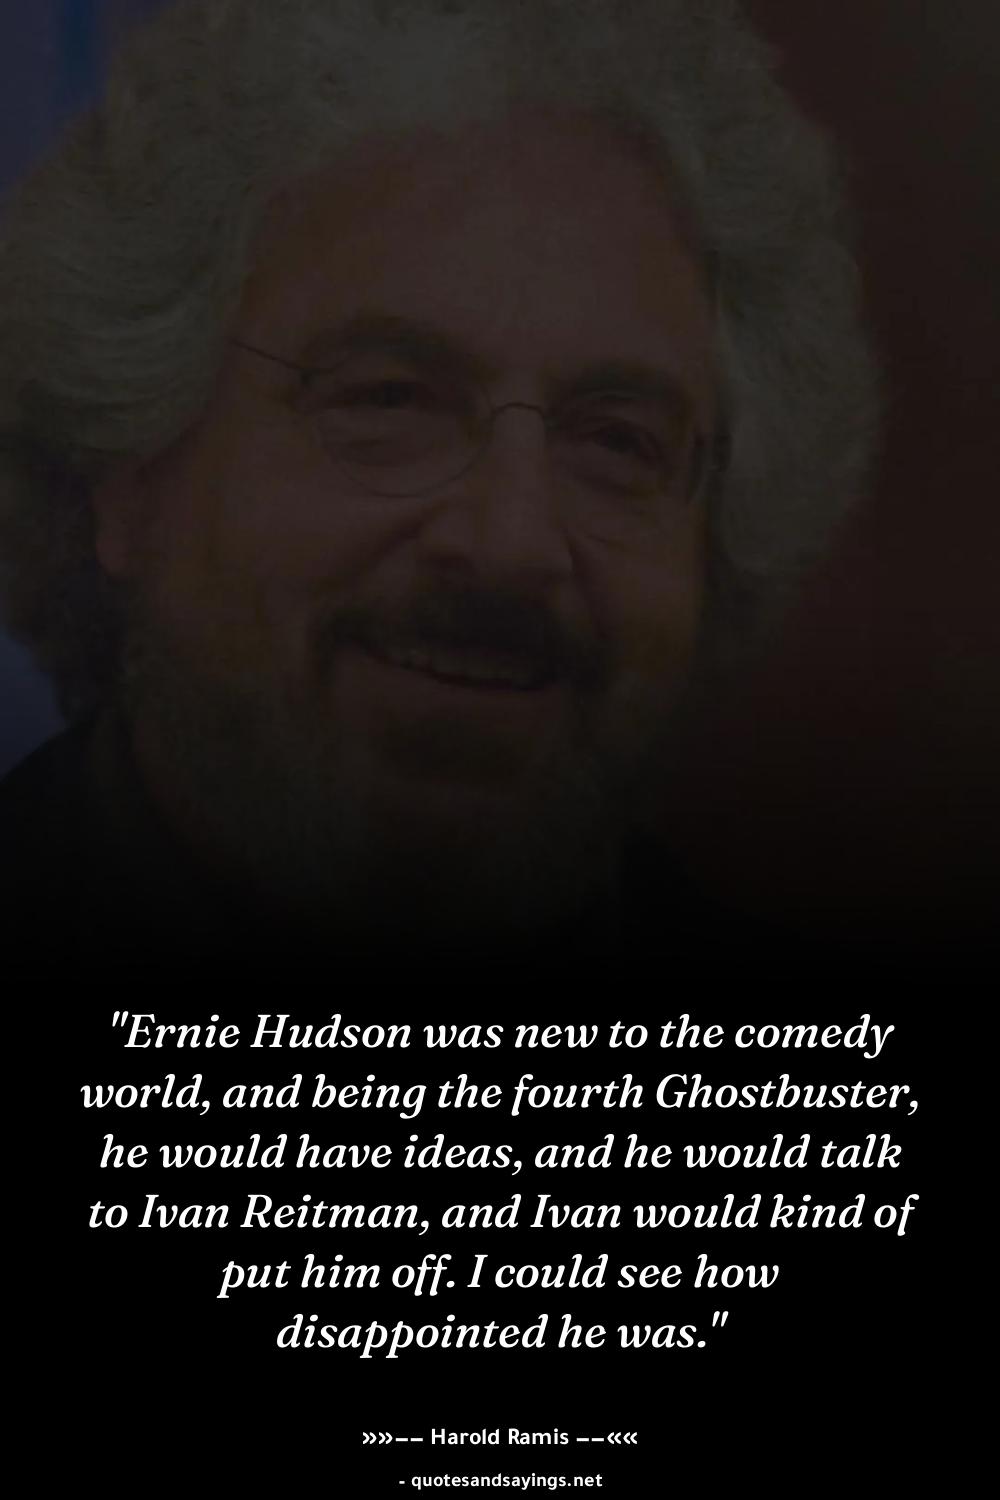 "Ernie Hudson was new to the comedy
world, and being the fourth Ghostbuster,
he would have ideas, and he would talk
to Ivan Reitman, and Ivan would kind of
put him off. I could see how
disappointed he was."
»»−− Harold Ramis −−««
- quotesandsayings.net